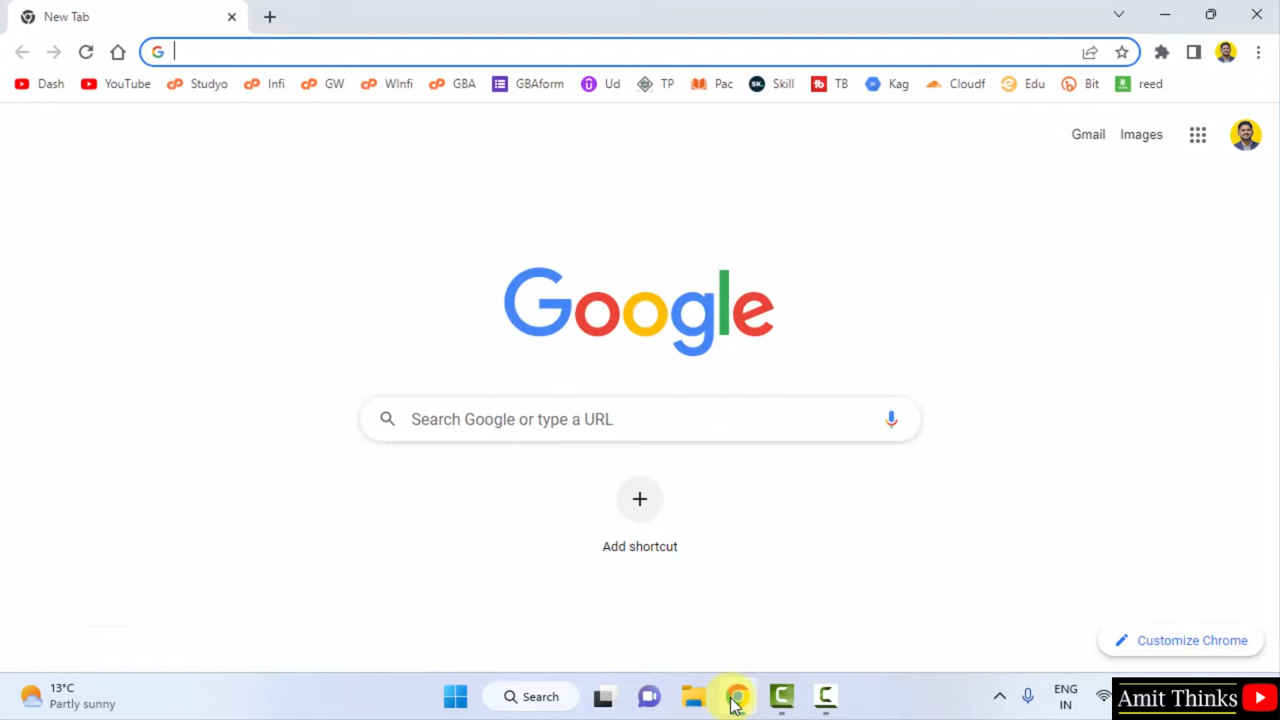 New Tab
Dash YouTube Studyo Infi GW WInfi GBA GBAform Ud TP Pac Skill TB Kag Cloudf Edu Bit reed
Gmail Images
Google
Search Google or type a URL
Add shortcut
Customize Chrome
13°C
Partly sunny
Search
ENG
IN
Amit Thinks